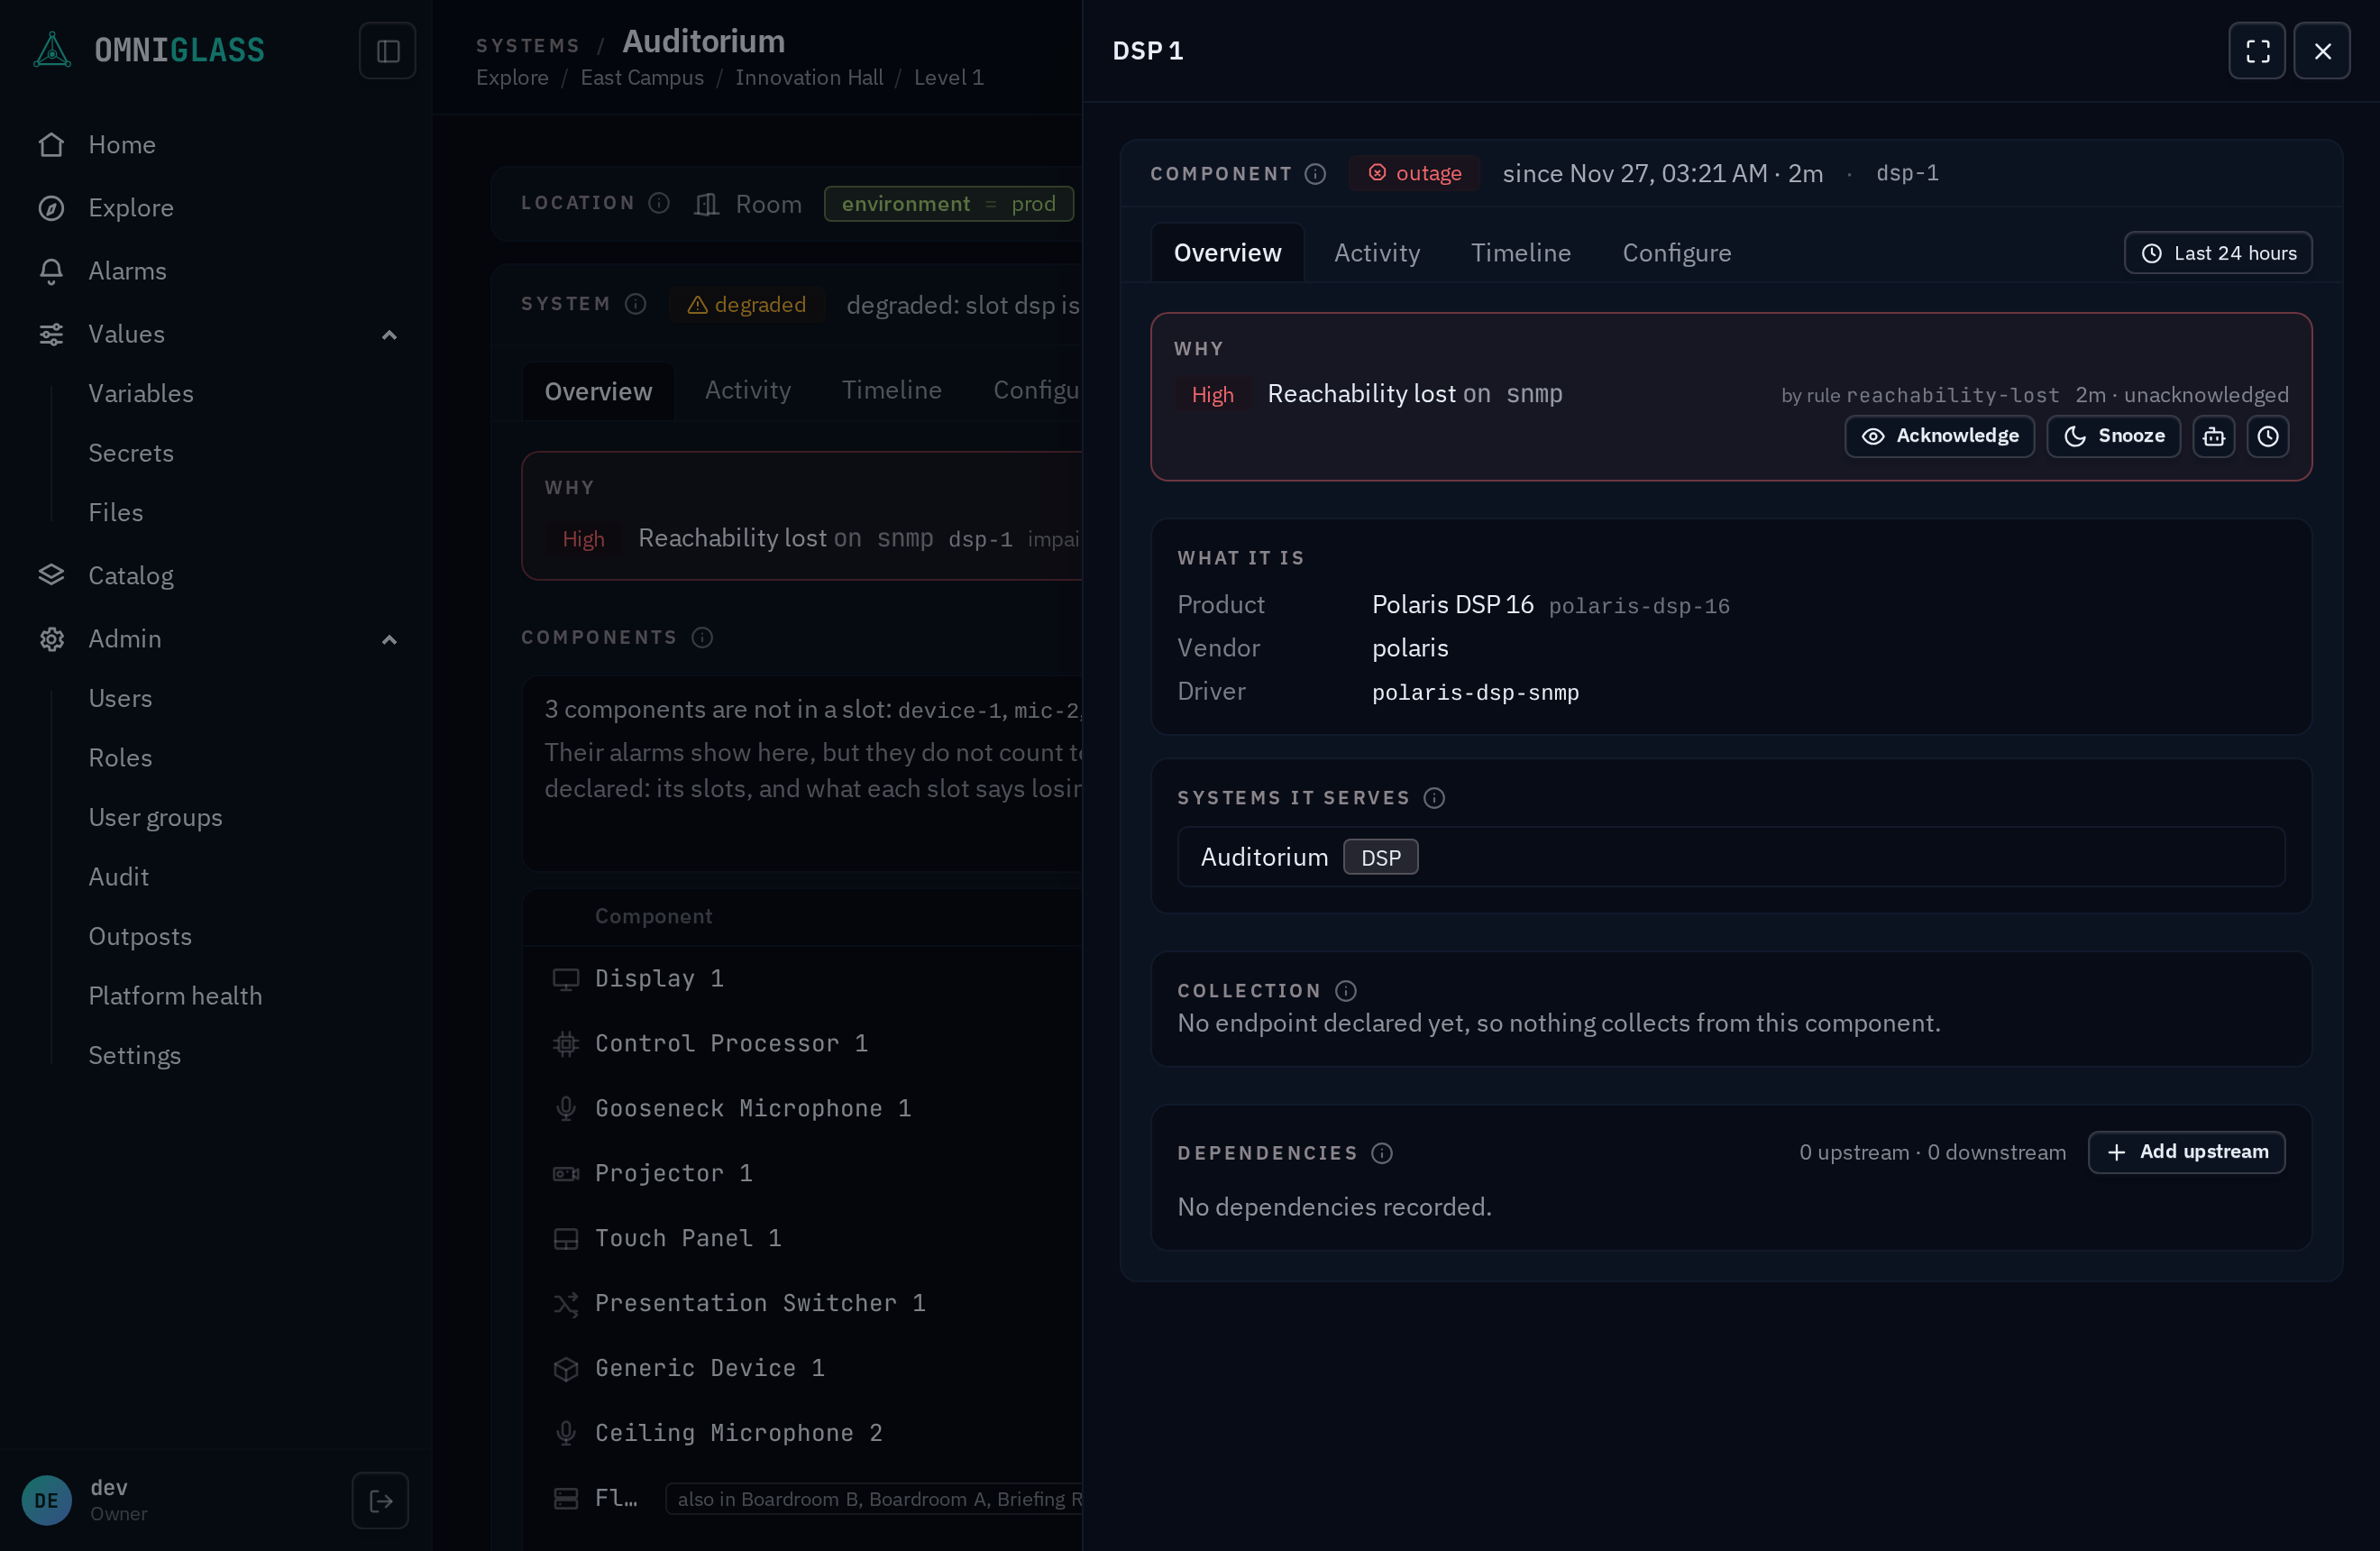 OMNIGLASS
Home
Explore
Alarms
Values
Variables
Secrets
Files
Catalog
Admin
Users
Roles
User groups
Audit
Outposts
Platform health
Settings
DE
dev
Owner
SYSTEMS / Auditorium
Explore / East Campus / Innovation Hall / Level 1
LOCATION Room environment = prod
SYSTEM degraded degraded: slot dsp is
Overview Activity Timeline Configu
WHY
High Reachability lost on snmp dsp-1 impai
COMPONENTS
3 components are not in a slot: device-1, mic-2,
Their alarms show here, but they do not count t
declared: its slots, and what each slot says losin
Component
Display 1
Control Processor 1
Gooseneck Microphone 1
Projector 1
Touch Panel 1
Presentation Switcher 1
Generic Device 1
Ceiling Microphone 2
Fl… also in Boardroom B, Boardroom A, Briefing R
DSP 1
COMPONENT outage since Nov 27, 03:21 AM · 2m · dsp-1
Overview Activity Timeline Configure Last 24 hours
WHY
High Reachability lost on snmp by rule reachability-lost 2m · unacknowledged
Acknowledge Snooze
WHAT IT IS
Product Polaris DSP 16 polaris-dsp-16
Vendor polaris
Driver polaris-dsp-snmp
SYSTEMS IT SERVES
Auditorium DSP
COLLECTION
No endpoint declared yet, so nothing collects from this component.
DEPENDENCIES 0 upstream · 0 downstream Add upstream
No dependencies recorded.